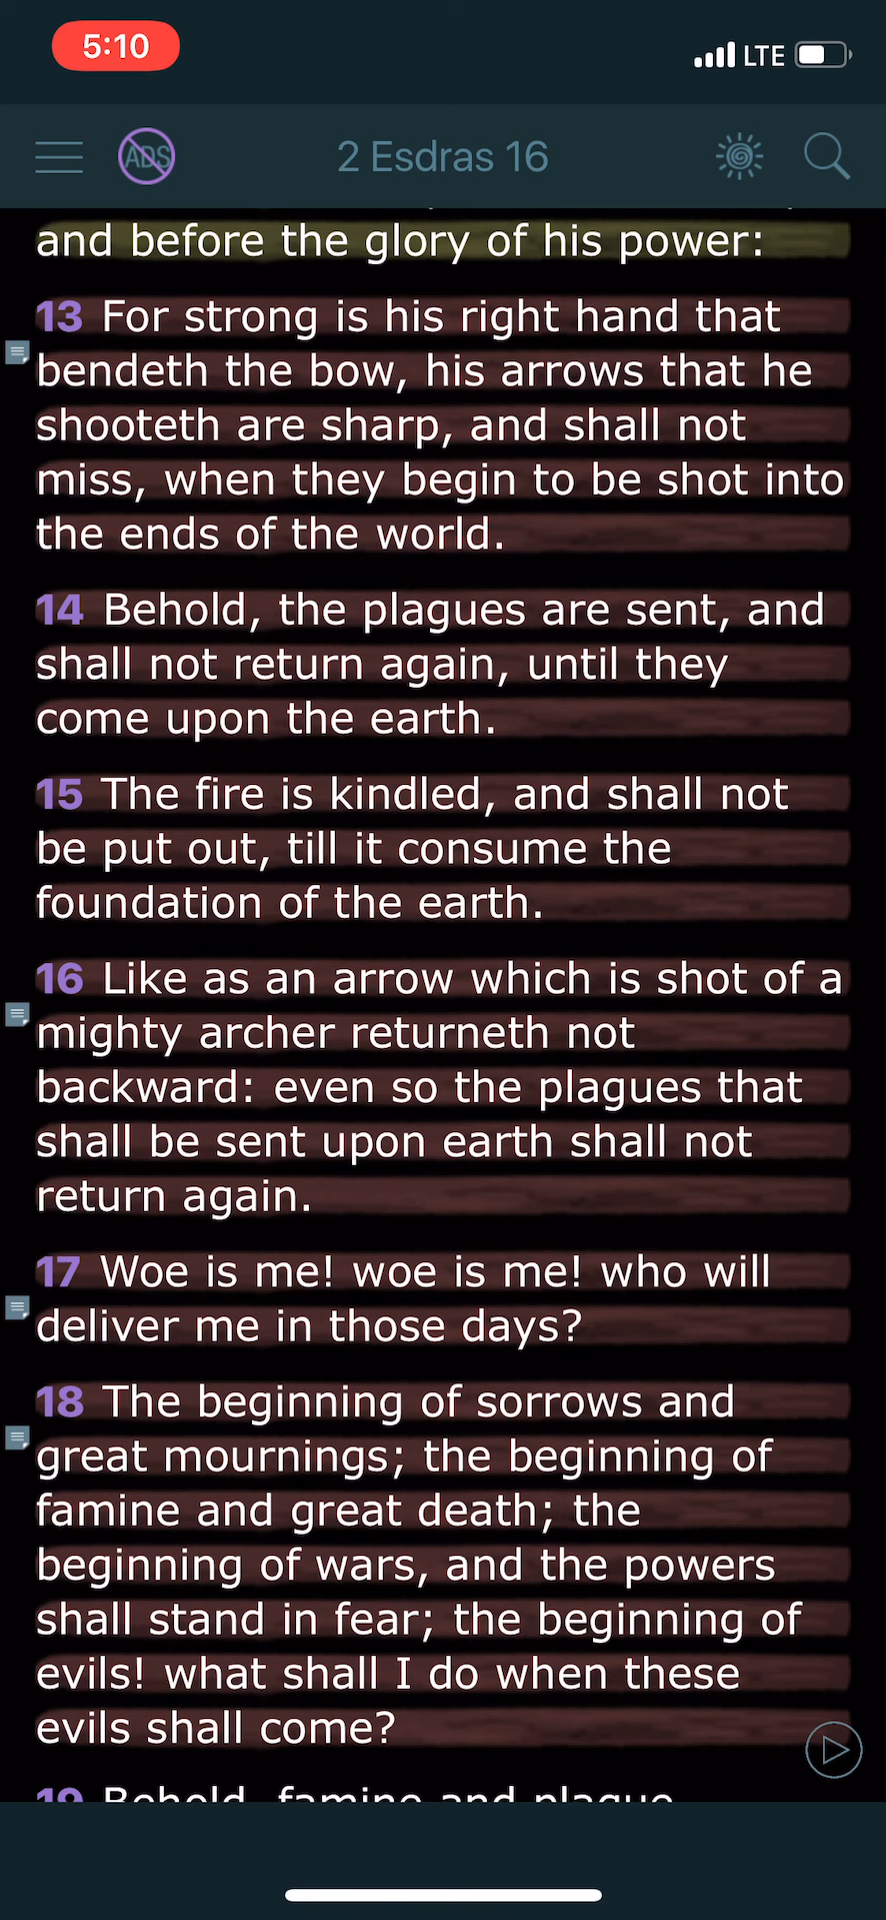 5:10
LTE
ADS
2 Esdras 16
and before the glory of his power:
13 For strong is his right hand that
bendeth the bow, his arrows that he
shooteth are sharp, and shall not
miss, when they begin to be shot into
the ends of the world.
14 Behold, the plagues are sent, and
shall not return again, until they
come upon the earth.
15 The fire is kindled, and shall not
be put out, till it consume the
foundation of the earth.
16 Like as an arrow which is shot of a
mighty archer returneth not
backward: even so the plagues that
shall be sent upon earth shall not
return again.
17 Woe is me! woe is me! who will
deliver me in those days?
18 The beginning of sorrows and
great mournings; the beginning of
famine and great death; the
beginning of wars, and the powers
shall stand in fear; the beginning of
evils! what shall I do when these
evils shall come?
19 Behold, famine and plague